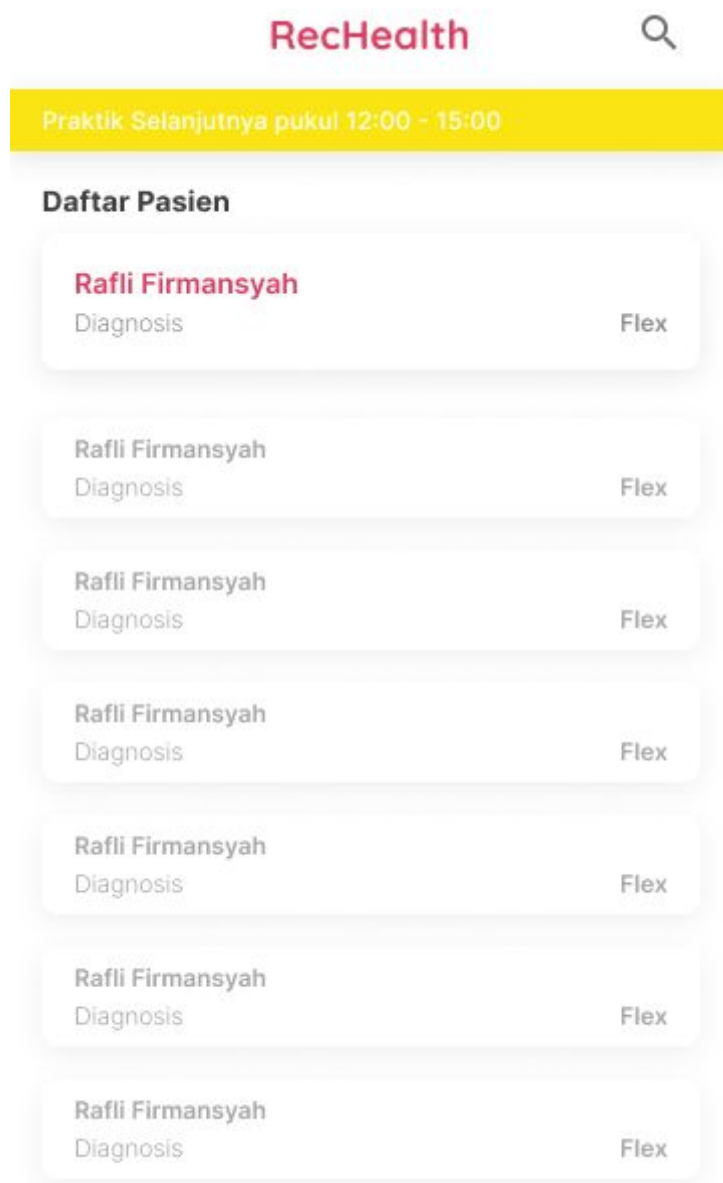 RecHealth
Praktik Selanjutnya pukul 12:00 - 15:00
Daftar Pasien
Rafli Firmansyah
Diagnosis Flex
Rafli Firmansyah
Diagnosis Flex
Rafli Firmansyah
Diagnosis Flex
Rafli Firmansyah
Diagnosis Flex
Rafli Firmansyah
Diagnosis Flex
Rafli Firmansyah
Diagnosis Flex
Rafli Firmansyah
Diagnosis Flex